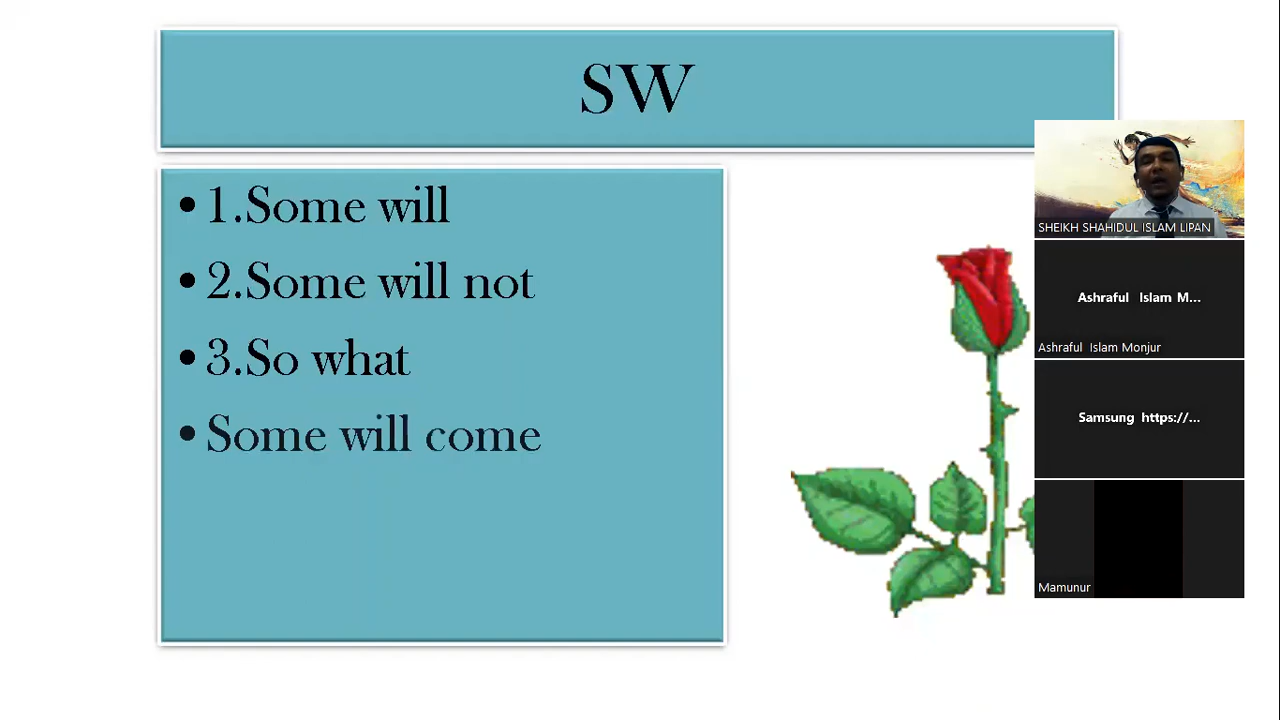 SW
• 1.Some will
• 2.Some will not
• 3.So what
• Some will come
SHEIKH SHAHIDUL ISLAM LIPAN
Ashraful Islam M...
Ashraful Islam Monjur
Samsung https://...
Mamunur